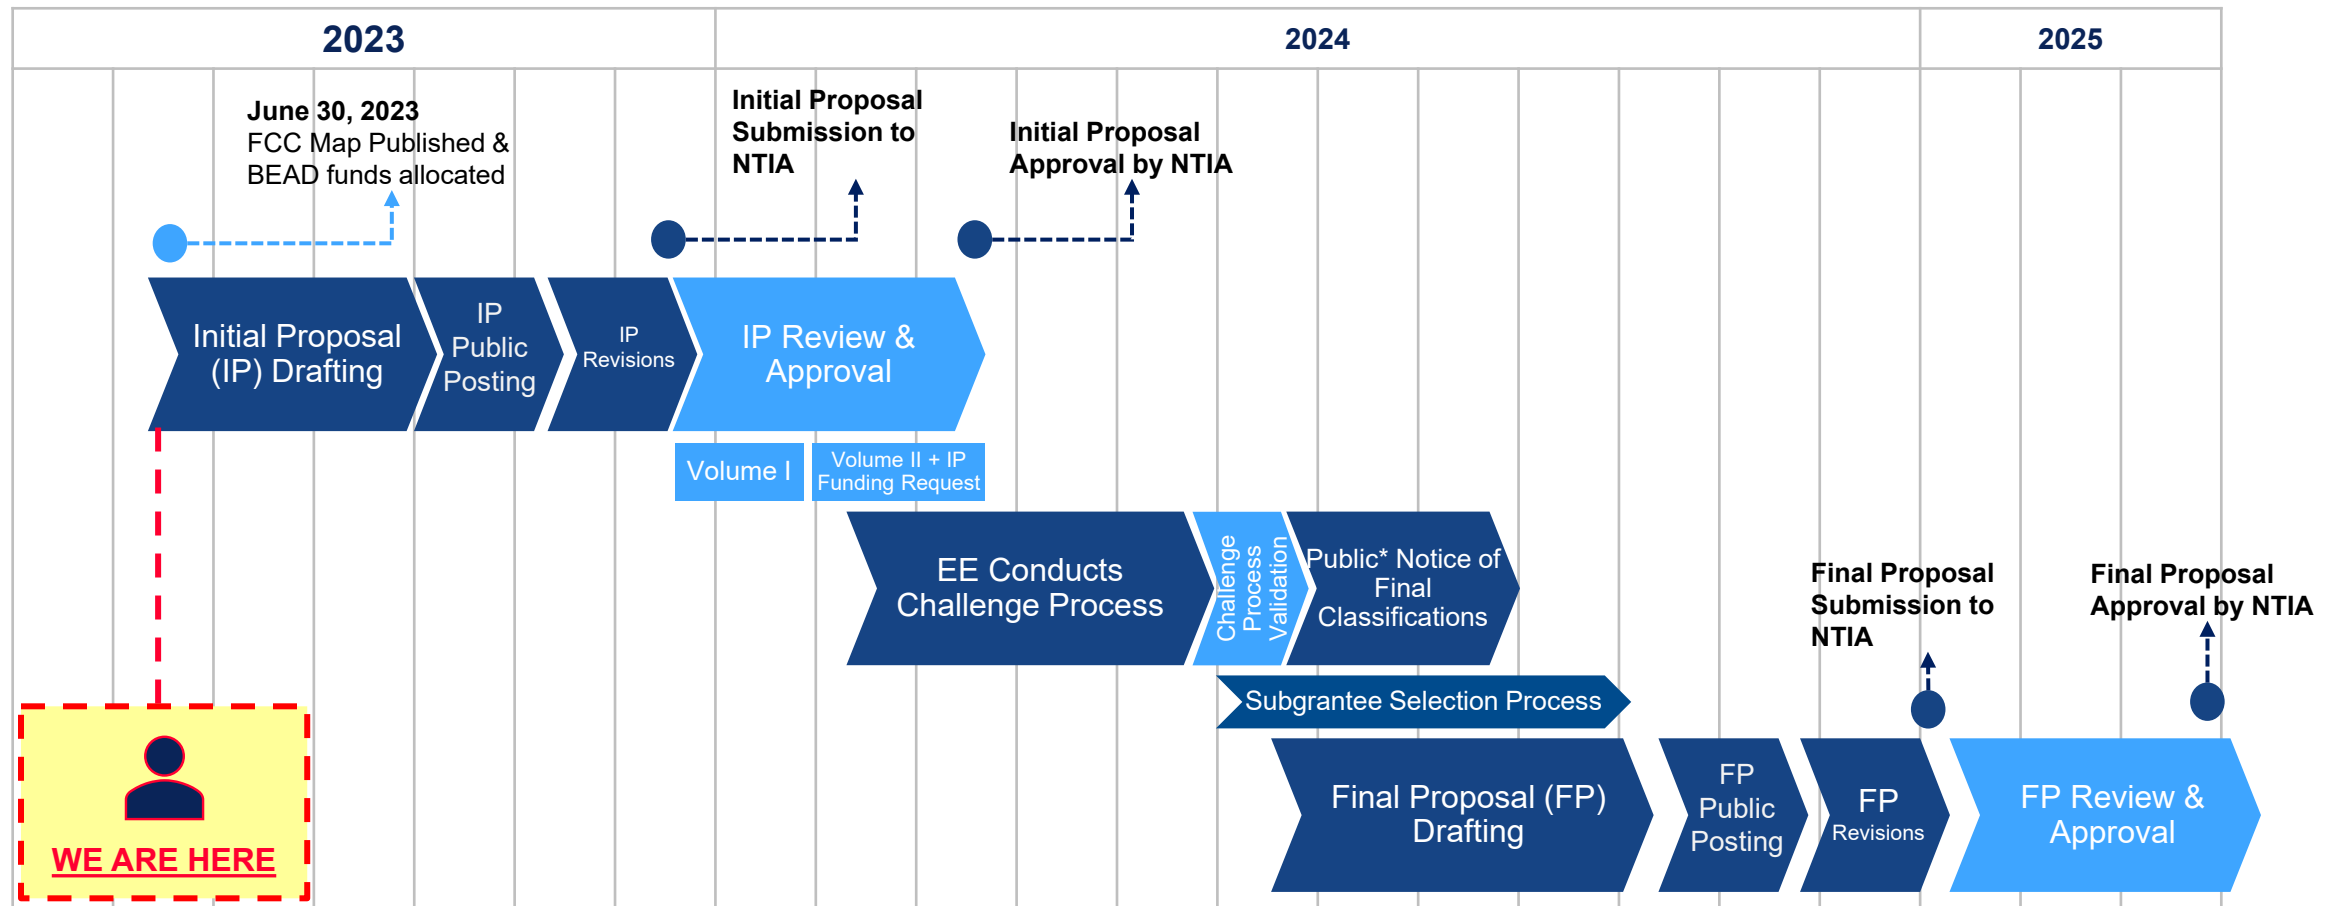 2023
2024
2025
June 30, 2023
FCC Map Published &
BEAD funds allocated
Initial Proposal
Submission to
NTIA
Initial Proposal
Approval by NTIA
Initial Proposal
(IP) Drafting
IP
Public
Posting
IP
Revisions
IP Review &
Approval
Volume I
Volume II + IP
Funding Request
EE Conducts
Challenge Process
Challenge
Process
Validation
Public* Notice of
Final
Classifications
Final Proposal
Submission to
NTIA
Final Proposal
Approval by NTIA
Subgrantee Selection Process
Final Proposal (FP)
Drafting
FP
Public
Posting
FP
Revisions
FP Review &
Approval
WE ARE HERE